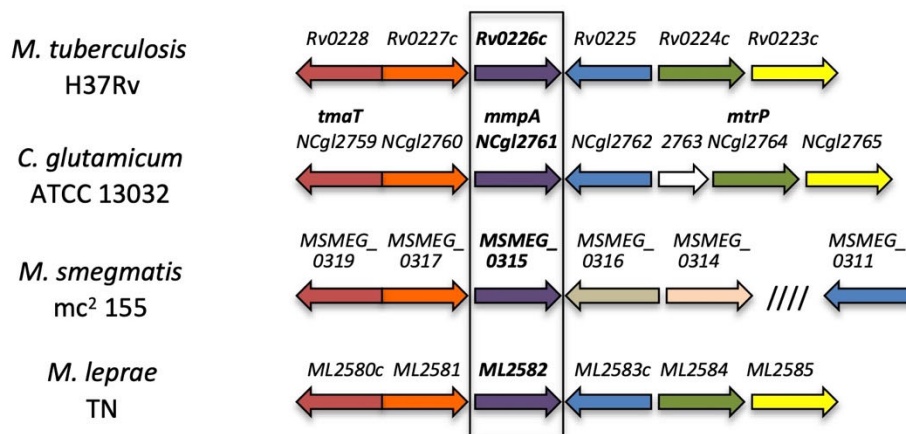 Rv0228 Rv0227c Rv0226c Rv0225 Rv0224c Rv0223c
M. tuberculosis
H37Rv
tmaT mmpA mtrP
NCgl2759 NCgl2760 NCgl2761 NCgl2762 2763 NCgl2764 NCgl2765
C. glutamicum
ATCC 13032
MSMEG_ MSMEG_ MSMEG_ MSMEG_ MSMEG_ MSMEG_
0319 0317 0315 0316 0314 0311
M. smegmatis
mc² 155
////
ML2580c ML2581 ML2582 ML2583c ML2584 ML2585
M. leprae
TN